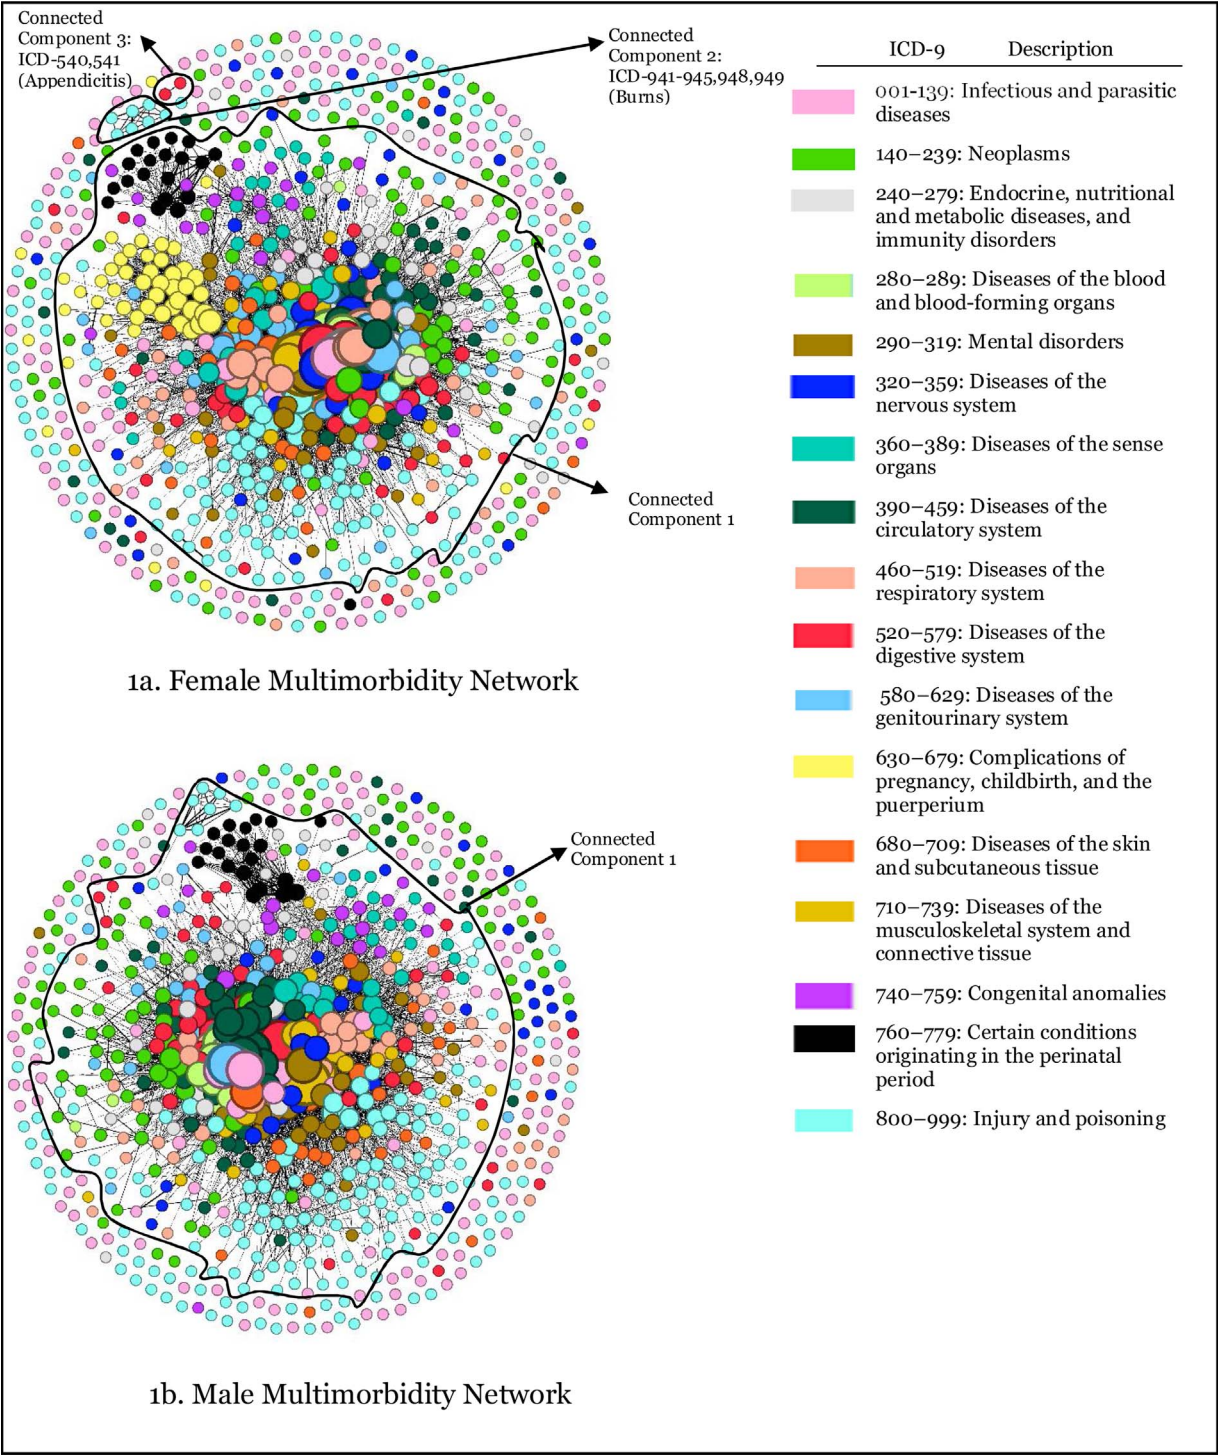 Connected
Component 3:
ICD-540,541
(Appendicitis)
Connected
Component 2:
ICD-941-945,948,949
(Burns)
Connected
Component 1
1a. Female Multimorbidity Network
Connected
Component 1
1b. Male Multimorbidity Network
ICD-9 Description
001-139: Infectious and parasitic
diseases
140–239: Neoplasms
240–279: Endocrine, nutritional
and metabolic diseases, and
immunity disorders
280–289: Diseases of the blood
and blood-forming organs
290–319: Mental disorders
320–359: Diseases of the
nervous system
360–389: Diseases of the sense
organs
390–459: Diseases of the
circulatory system
460–519: Diseases of the
respiratory system
520–579: Diseases of the
digestive system
580–629: Diseases of the
genitourinary system
630–679: Complications of
pregnancy, childbirth, and the
puerperium
680–709: Diseases of the skin
and subcutaneous tissue
710–739: Diseases of the
musculoskeletal system and
connective tissue
740–759: Congenital anomalies
760–779: Certain conditions
originating in the perinatal
period
800–999: Injury and poisoning